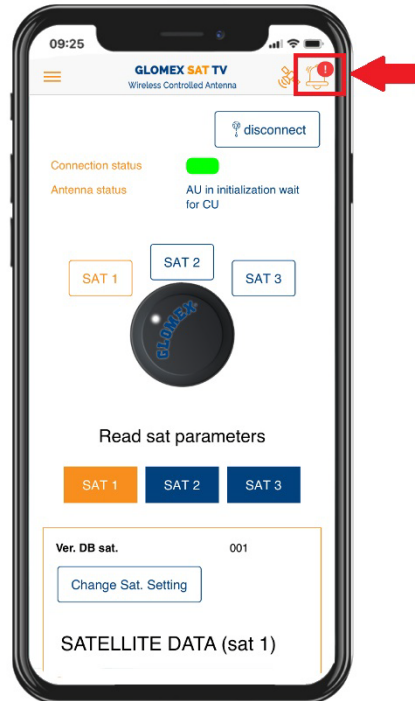 09:25
GLOMEX SAT TV
Wireless Controlled Antenna
!
disconnect
Connection status
Antenna status
AU in initialization wait
for CU
SAT 1
SAT 2
SAT 3
GLOMEX
Read sat parameters
SAT 1 SAT 2 SAT 3
Ver. DB sat. 001
Change Sat. Setting
SATELLITE DATA (sat 1)